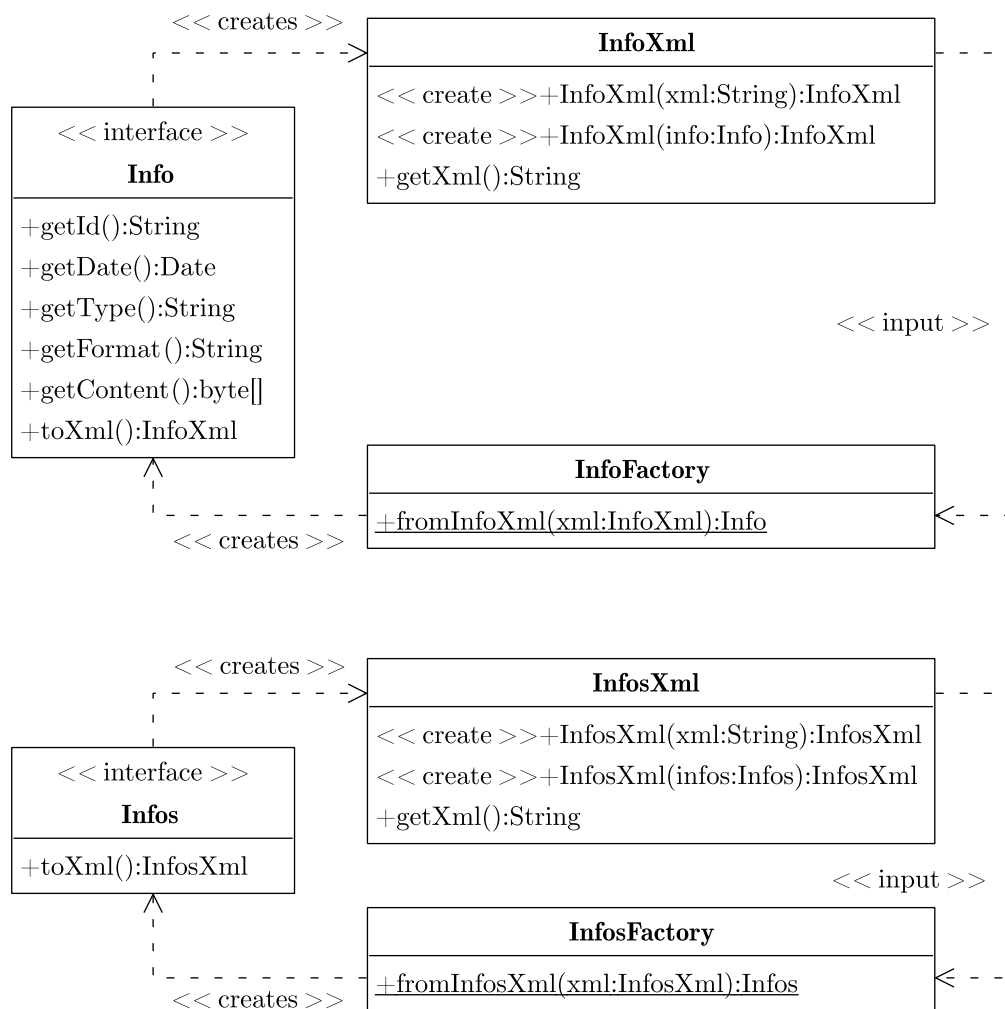 << creates >>
InfoXml
<< create >>+InfoXml(xml:String):InfoXml
<< create >>+InfoXml(info:Info):InfoXml
+getXml():String
<< interface >>
Info
+getId():String
+getDate():Date
+getType():String
+getFormat():String
+getContent():byte[]
+toXml():InfoXml
<< input >>
InfoFactory
+fromInfoXml(xml:InfoXml):Info
<< creates >>
<< creates >>
InfosXml
<< create >>+InfosXml(xml:String):InfosXml
<< create >>+InfosXml(infos:Infos):InfosXml
+getXml():String
<< interface >>
Infos
+toXml():InfosXml
<< input >>
InfosFactory
+fromInfosXml(xml:InfosXml):Infos
<< creates >>